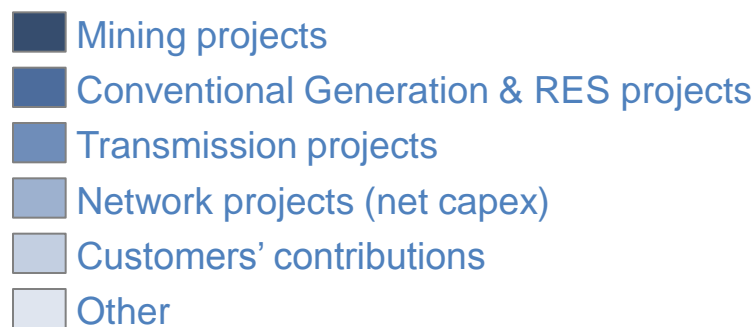 Mining projects
Conventional Generation & RES projects
Transmission projects
Network projects (net capex)
Customers’ contributions
Other